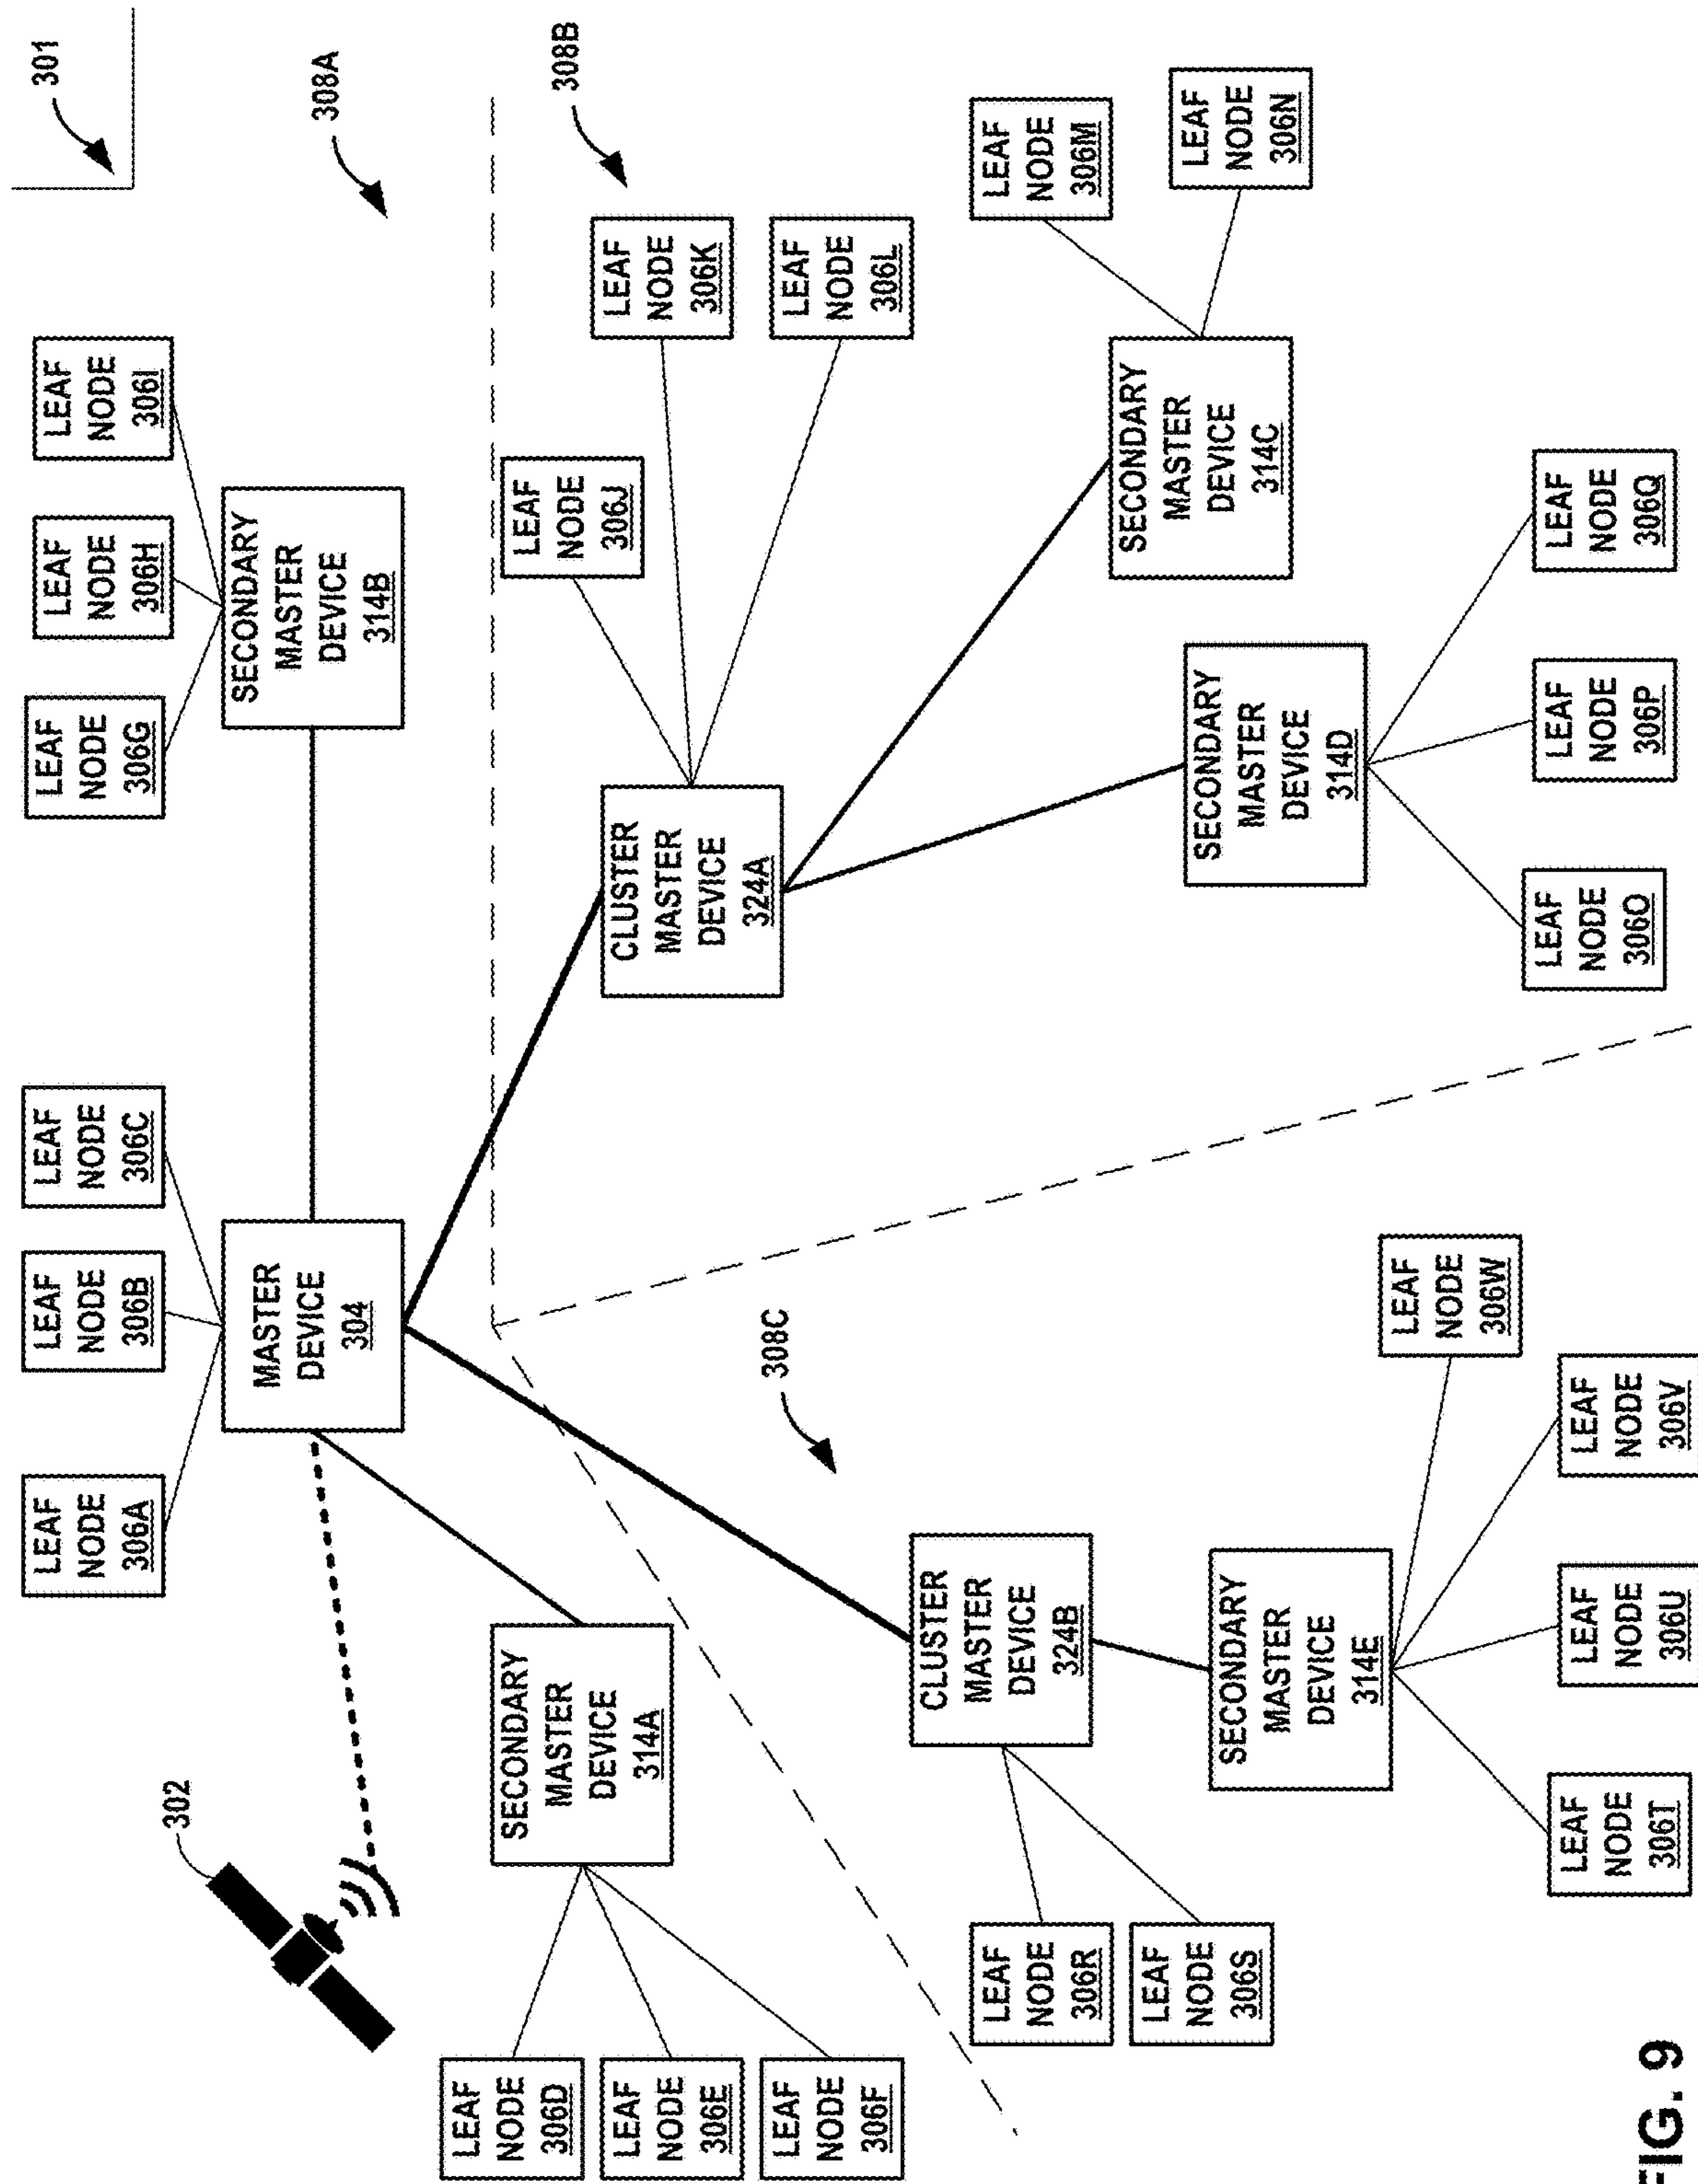 301
308A
302
LEAF
NODE
306A
LEAF
NODE
306B
LEAF
NODE
306C
LEAF
NODE
306G
LEAF
NODE
306H
LEAF
NODE
306I
MASTER
DEVICE
304
SECONDARY
MASTER
DEVICE
314B
SECONDARY
MASTER
DEVICE
314A
LEAF
NODE
306D
LEAF
NODE
306E
LEAF
NODE
306F
308B
LEAF
NODE
306J
LEAF
NODE
306K
LEAF
NODE
306L
CLUSTER
MASTER
DEVICE
324A
SECONDARY
MASTER
DEVICE
314C
LEAF
NODE
306M
LEAF
NODE
306N
SECONDARY
MASTER
DEVICE
314D
LEAF
NODE
306O
LEAF
NODE
306P
LEAF
NODE
306Q
308C
CLUSTER
MASTER
DEVICE
324B
LEAF
NODE
306R
LEAF
NODE
306S
SECONDARY
MASTER
DEVICE
314E
LEAF
NODE
306T
LEAF
NODE
306U
LEAF
NODE
306V
LEAF
NODE
306W
FIG. 9